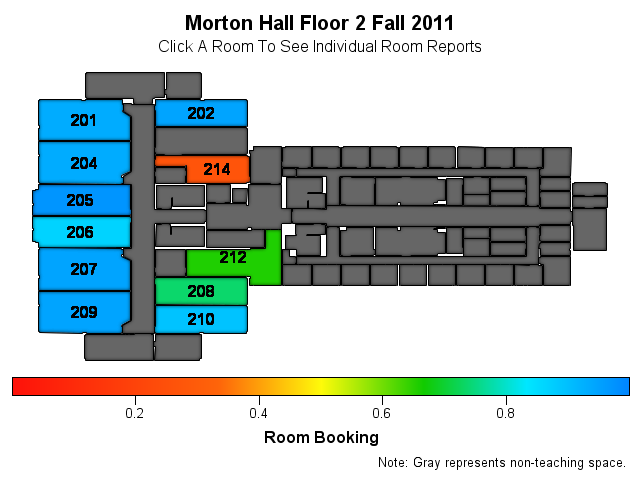 Morton Hall Floor 2 Fall 2011
Click A Room To See Individual Room Reports
201
202
204
214
205
206
212
207
208
209
210
0.2 0.4 0.6 0.8
Room Booking
Note: Gray represents non-teaching space.